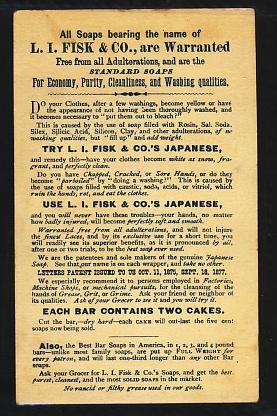 All Soaps bearing the name of
L. I. FISK & CO., are Warranted
Free from all Adulterations, and are the
STANDARD SOAPS
For Economy, Purity, Cleanliness, and Washing qualities.
DO your Clothes, after a few washings, become yellow or have
the appearance of not having been thoroughly washed, and
it becomes necessary to "put them out to bleach?"
This is caused by the use of soap filled with Rosin, Sal. Soda,
Silex, Silicic Acid, Silicon, Clay, and other adulterations, of no
washing qualities, but "fill up" and add weight.
TRY L. I. FISK & CO.'S JAPANESE,
and remedy this—have your clothes become white as snow, fra-
grant, and perfectly clean.
Do you have Chapped, Cracked, or Sore Hands, or do they
become "parboiled" by "doing a washing?" This is caused by
the use of soaps filled with caustic, soda, acids, or vitriol, which
ruin the hands, rot, and eat the clothes.
USE L. I. FISK & CO.'S JAPANESE,
and you will never have these troubles—your hands, no matter
how badly injured, will become perfectly soft and smooth.
Warranted free from all adulterations, and will not injure
the finest Laces, and by its exclusive use for a short time, you
will readily see its superior benefits, as it is pronounced by all,
after one or two trials, to be the best soap ever used.
We are the patentees and sole makers of the genuine Japanese
Soap. See that our name is on each wrapper, and take no other.
LETTERS PATENT ISSUED TO US OCT. 11, 1875, SEPT. 18, 1877.
We especially recommend it to persons employed in Factories,
Machine Shops, or mechanical pursuits, for the cleansing of the
hands of Grease, Grit, or Grime. Ask your friend or neighbor
of its qualities. Ask of your Grocer for it and you will try it.
EACH BAR CONTAINS TWO CAKES.
Cut the bar,—dry hard—each CAKE will out-last the five cent
soaps now being sold.
Also, the Best Bar Soaps in America, in 1, 2, 3, and 4 pound
bars—unlike most family soaps, are put up FULL WEIGHT for
every patron, and will last one-third longer than any other Bar
soaps.
Ask your Grocer for L. I. Fisk & Co.'s Soaps, and get the best
purest, cleanest, and the most SOLID SOAPS in the market.
No rancid or filthy grease used in our goods.